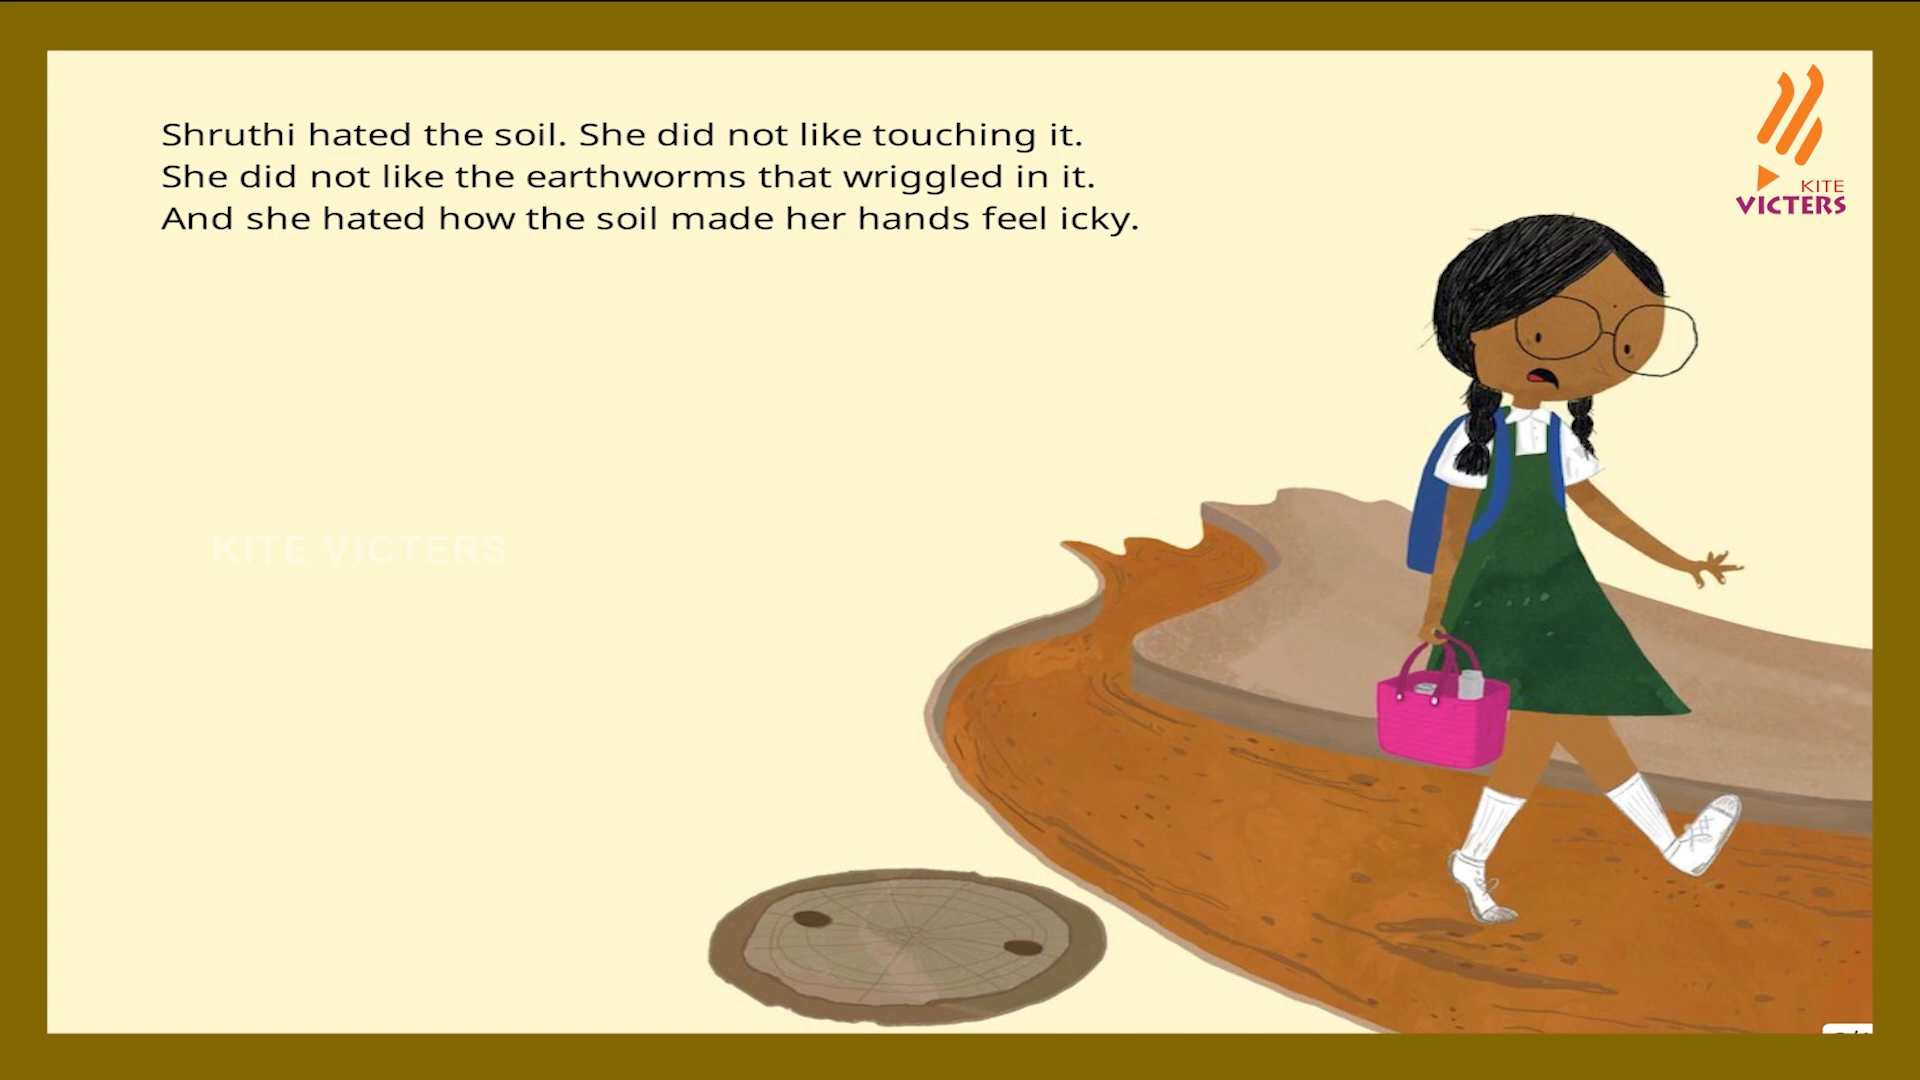 Shruthi hated the soil. She did not like touching it.
She did not like the earthworms that wriggled in it.
And she hated how the soil made her hands feel icky.
KITE
VICTERS
KITE VICTERS